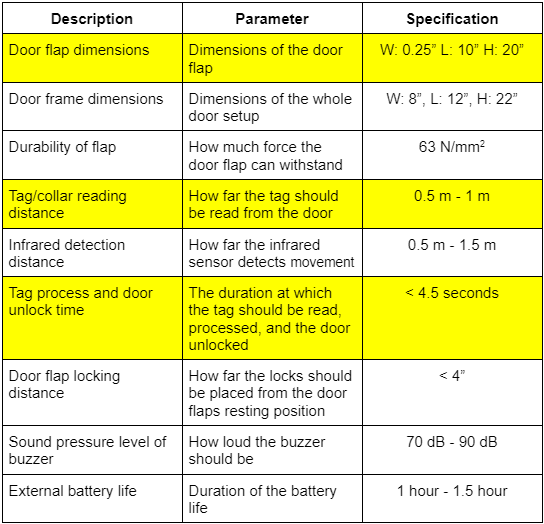 Description
Parameter
Specification
Door flap dimensions
Dimensions of the door
flap
W: 0.25” L: 10” H: 20”
Door frame dimensions
Dimensions of the whole
door setup
W: 8”, L: 12”, H: 22”
Durability of flap
How much force the
door flap can withstand
63 N/mm²
Tag/collar reading
distance
How far the tag should
be read from the door
0.5 m - 1 m
Infrared detection
distance
How far the infrared
sensor detects movement
0.5 m - 1.5 m
Tag process and door
unlock time
The duration at which
the tag should be read,
processed, and the door
unlocked
< 4.5 seconds
Door flap locking
distance
How far the locks should
be placed from the door
flaps resting position
< 4”
Sound pressure level of
buzzer
How loud the buzzer
should be
70 dB - 90 dB
External battery life
Duration of the battery
life
1 hour - 1.5 hour